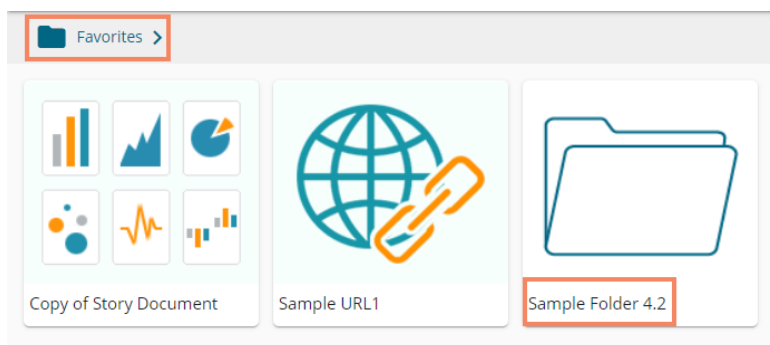 Favorites
Copy of Story Document
Sample URL1
Sample Folder 4.2